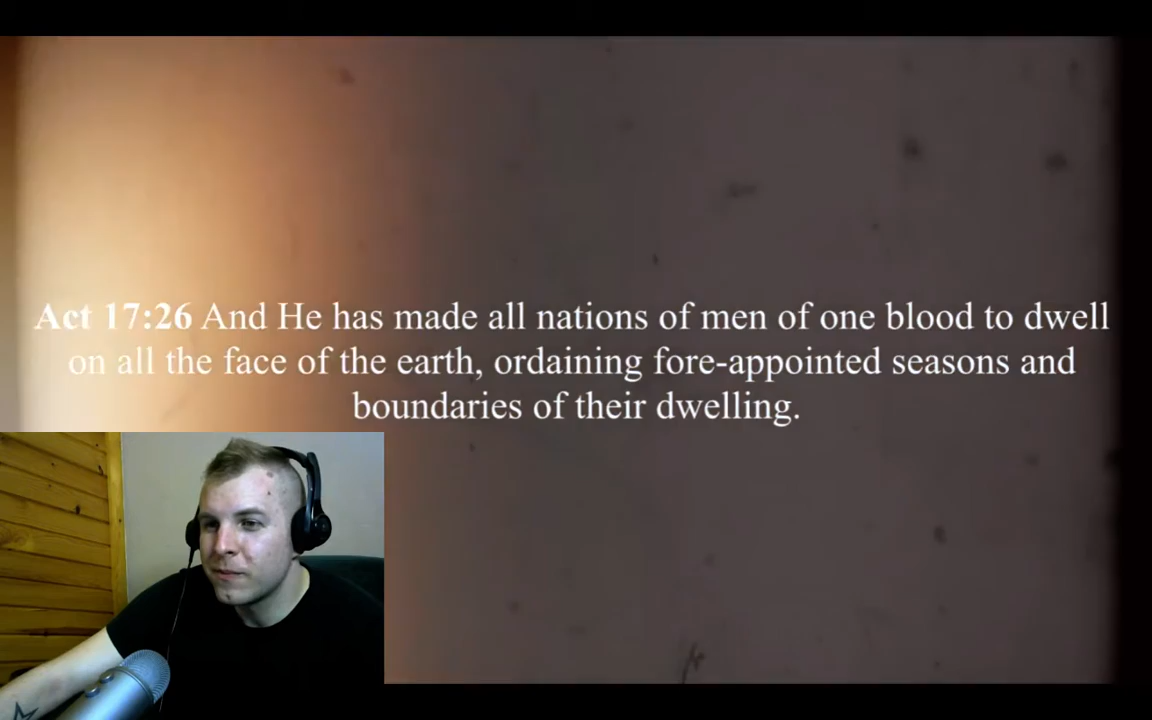 Act 17:26 And He has made all nations of men of one blood to dwell
on all the face of the earth, ordaining fore-appointed seasons and
boundaries of their dwelling.